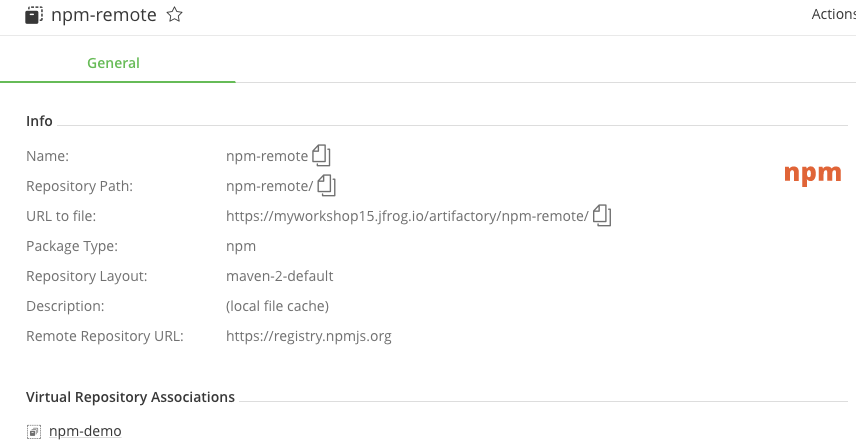 npm-remote
Actions
General
Info
Name: npm-remote
npm
Repository Path: npm-remote/
URL to file: https://myworkshop15.jfrog.io/artifactory/npm-remote/
Package Type: npm
Repository Layout: maven-2-default
Description: (local file cache)
Remote Repository URL: https://registry.npmjs.org
Virtual Repository Associations
npm-demo